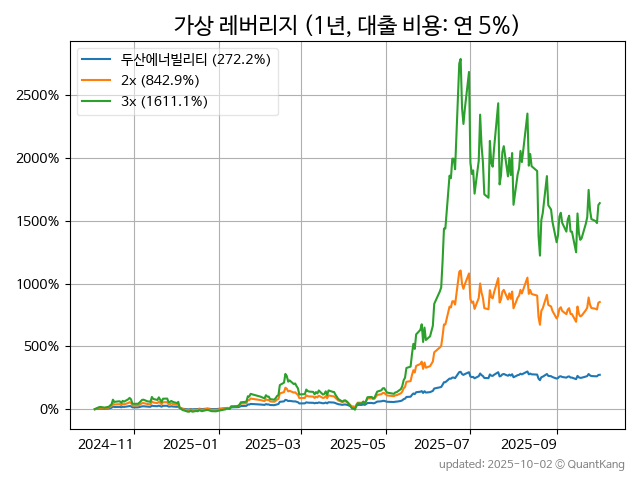 가상 레버리지 (1년, 대출 비용: 연 5%)
두산에너빌리티 (272.2%)
2x (842.9%)
3x (1611.1%)
2500%
2000%
1500%
1000%
500%
0%
2024-11 2025-01 2025-03 2025-05 2025-07 2025-09
updated: 2025-10-02 © QuantKang